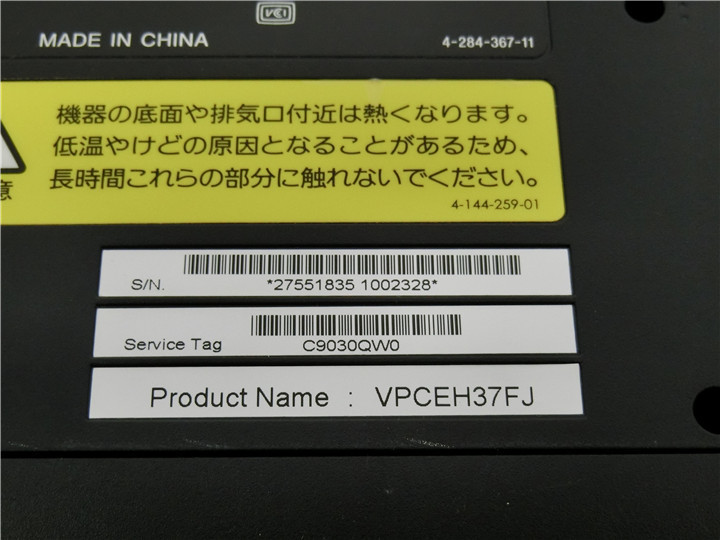 VCCI
MADE IN CHINA
4-284-367-11
機器の底面や排気口付近は熱くなります。
低温やけどの原因となることがあるため、
長時間これらの部分に触れないでください。
意
4-144-259-01
S/N.
*27551835 1002328*
Service Tag
C9030QW0
Product Name : VPCEH37FJ